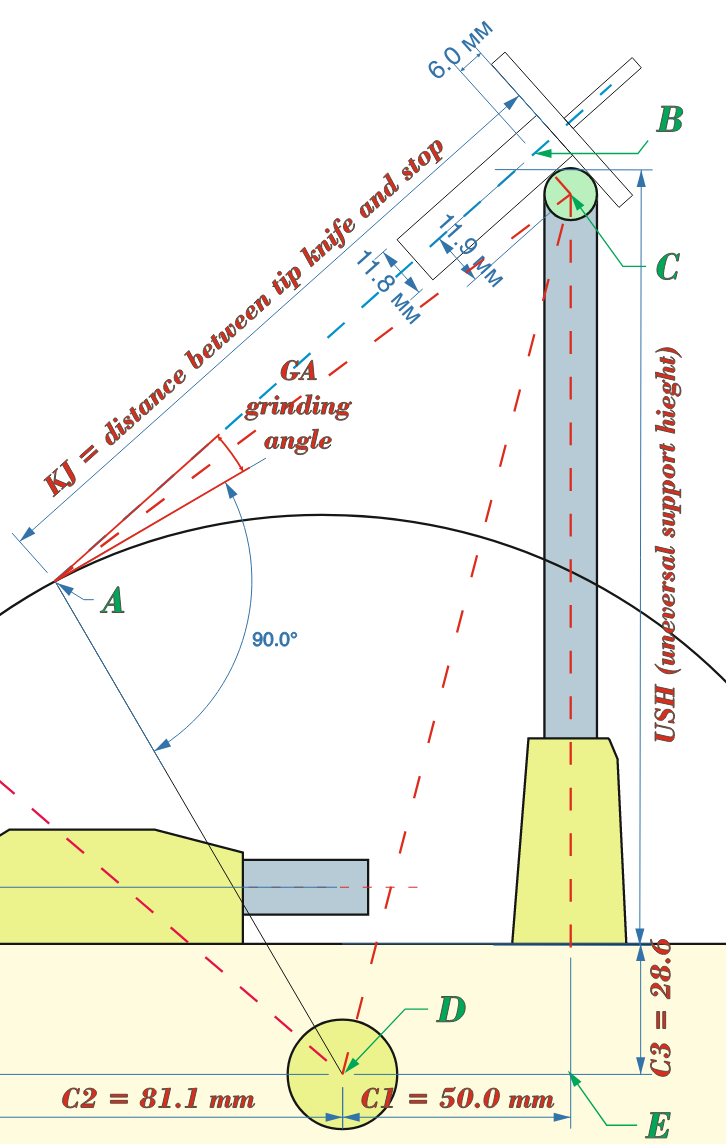 6.0 мм
B
KJ = distance between tip knife and stop
11.9 мм
11.8 мм
C
GA
grinding
angle
USH (uneversal support hieght)
A
90.0°
C3 = 28.6
D
C2 = 81.1 mm
C1 = 50.0 mm
E